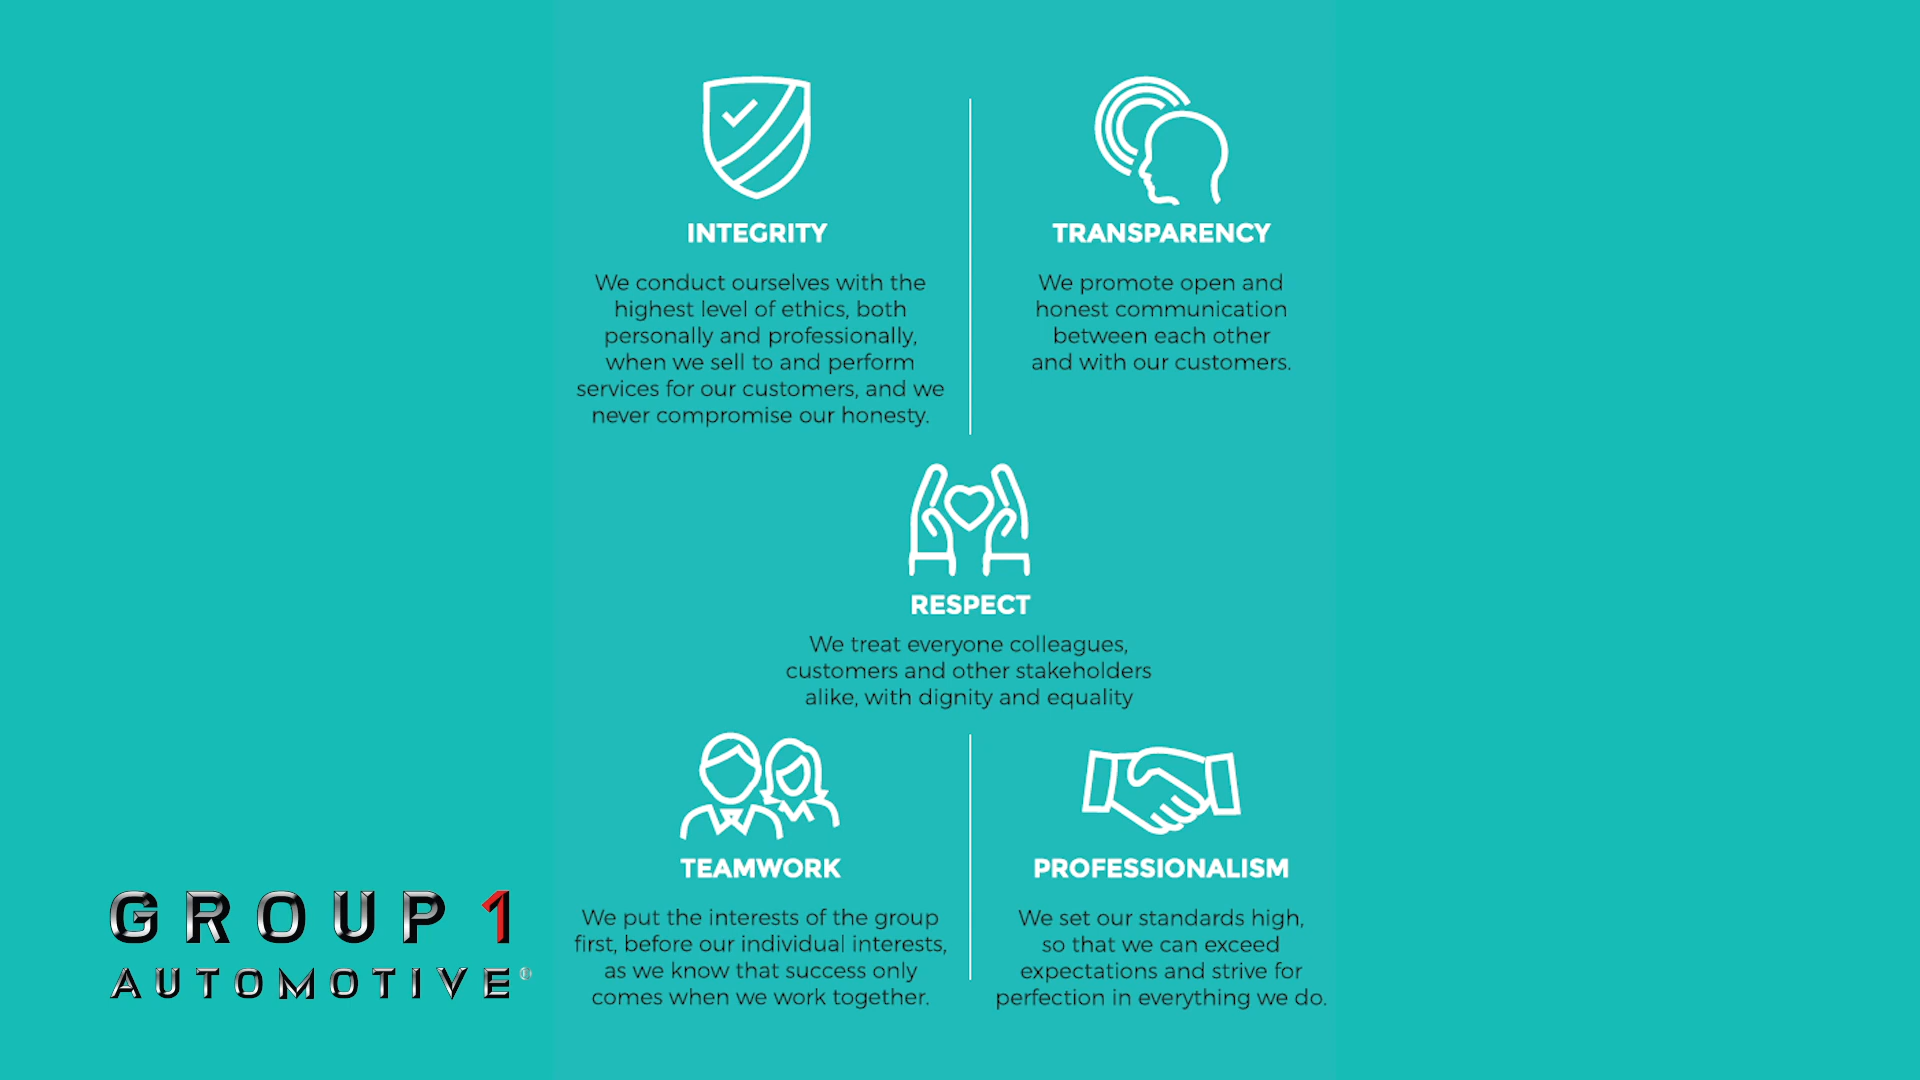 INTEGRITY
We conduct ourselves with the
highest level of ethics, both
personally and professionally,
when we sell to and perform
services for our customers, and we
never compromise our honesty.
TRANSPARENCY
We promote open and
honest communication
between each other
and with our customers.
RESPECT
We treat everyone colleagues,
customers and other stakeholders
alike, with dignity and equality
TEAMWORK
We put the interests of the group
first, before our individual interests,
as we know that success only
comes when we work together.
PROFESSIONALISM
We set our standards high,
so that we can exceed
expectations and strive for
perfection in everything we do.
GROUP 1
AUTOMOTIVE®